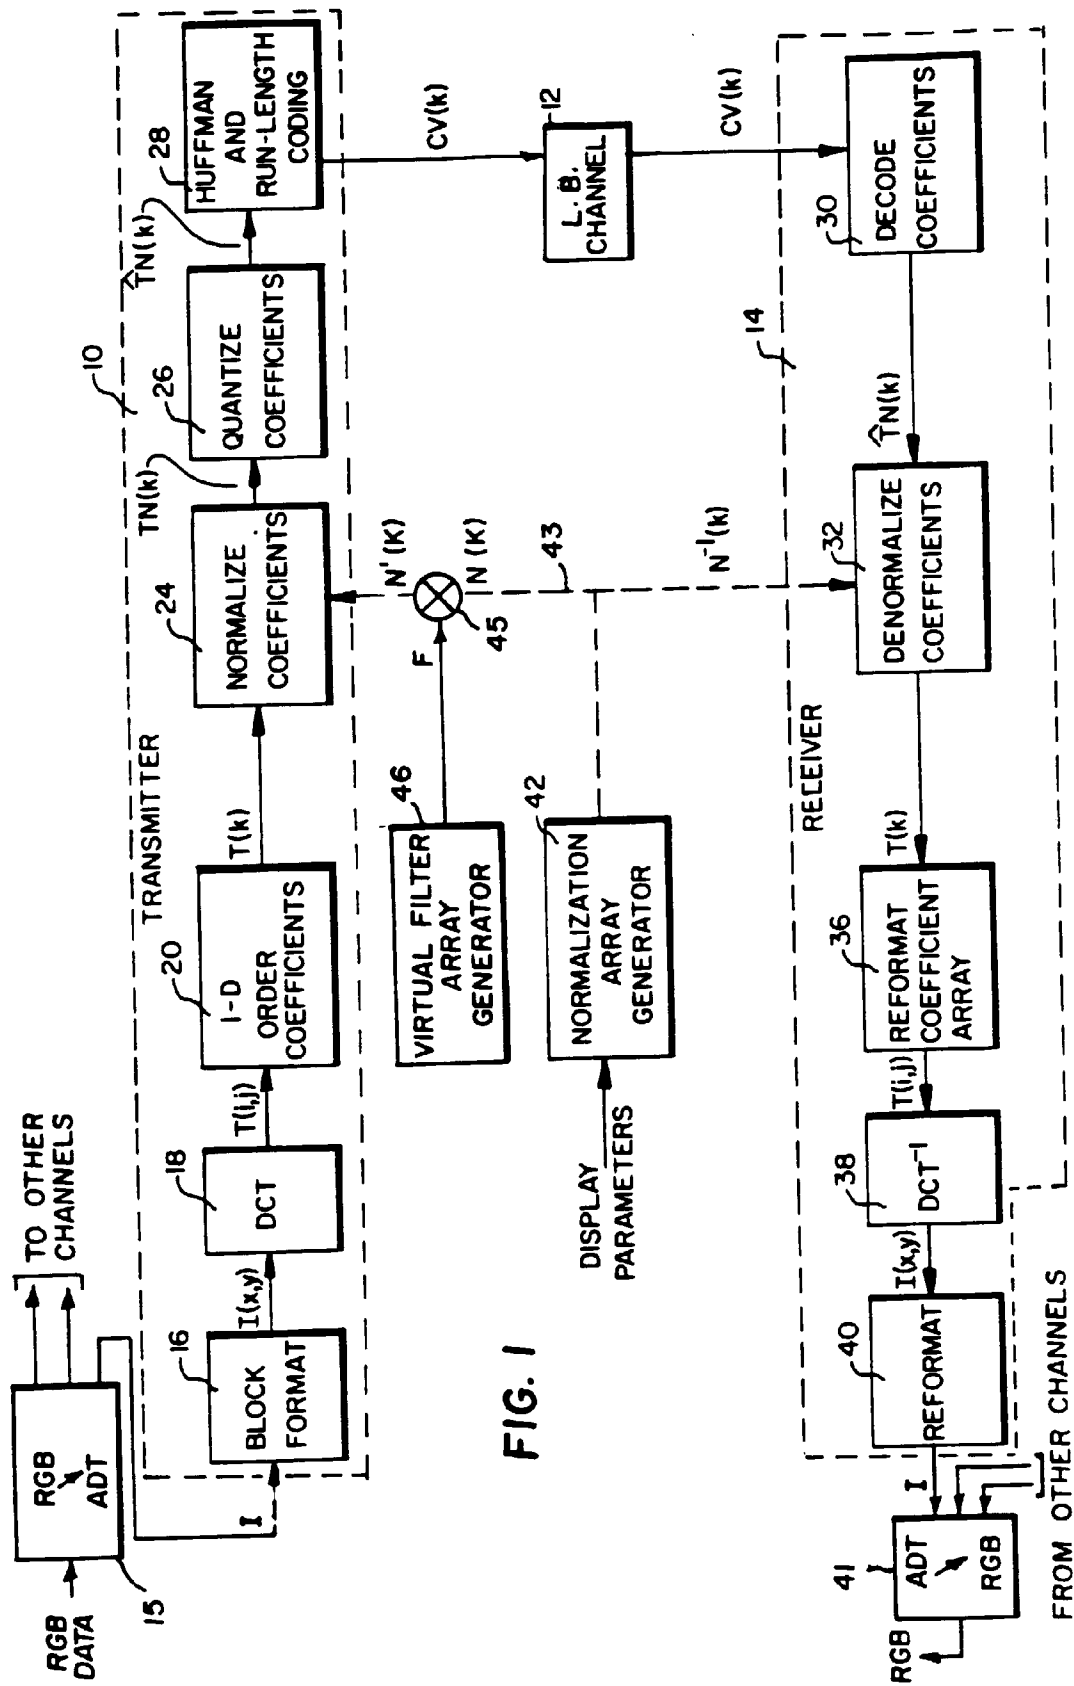 RGB
DATA
15
RGB
ADT
TO OTHER
CHANNELS
I
TRANSMITTER
10
16
BLOCK
FORMAT
I(x,y)
18
DCT
T(i,j)
20
1-D
ORDER
COEFFICIENTS
T(k)
24
NORMALIZE
COEFFICIENTS
TN(k)
26
QUANTIZE
COEFFICIENTS
T̂N(k)
28
HUFFMAN
AND
RUN-LENGTH
CODING
CV(k)
12
L. B.
CHANNEL
CV(k)
VIRTUAL FILTER
ARRAY
GENERATOR
46
F
45
N'(K)
N(K)
43
N⁻¹(k)
DISPLAY
PARAMETERS
NORMALIZATION
ARRAY
GENERATOR
42
FIG. 1
RECEIVER
14
30
DECODE
COEFFICIENTS
T̂N(k)
32
DENORMALIZE
COEFFICIENTS
T(k)
36
REFORMAT
COEFFICIENT
ARRAY
T(i,j)
38
DCT⁻¹
I(x,y)
40
REFORMAT
I
41
ADT
RGB
RGB
FROM OTHER CHANNELS